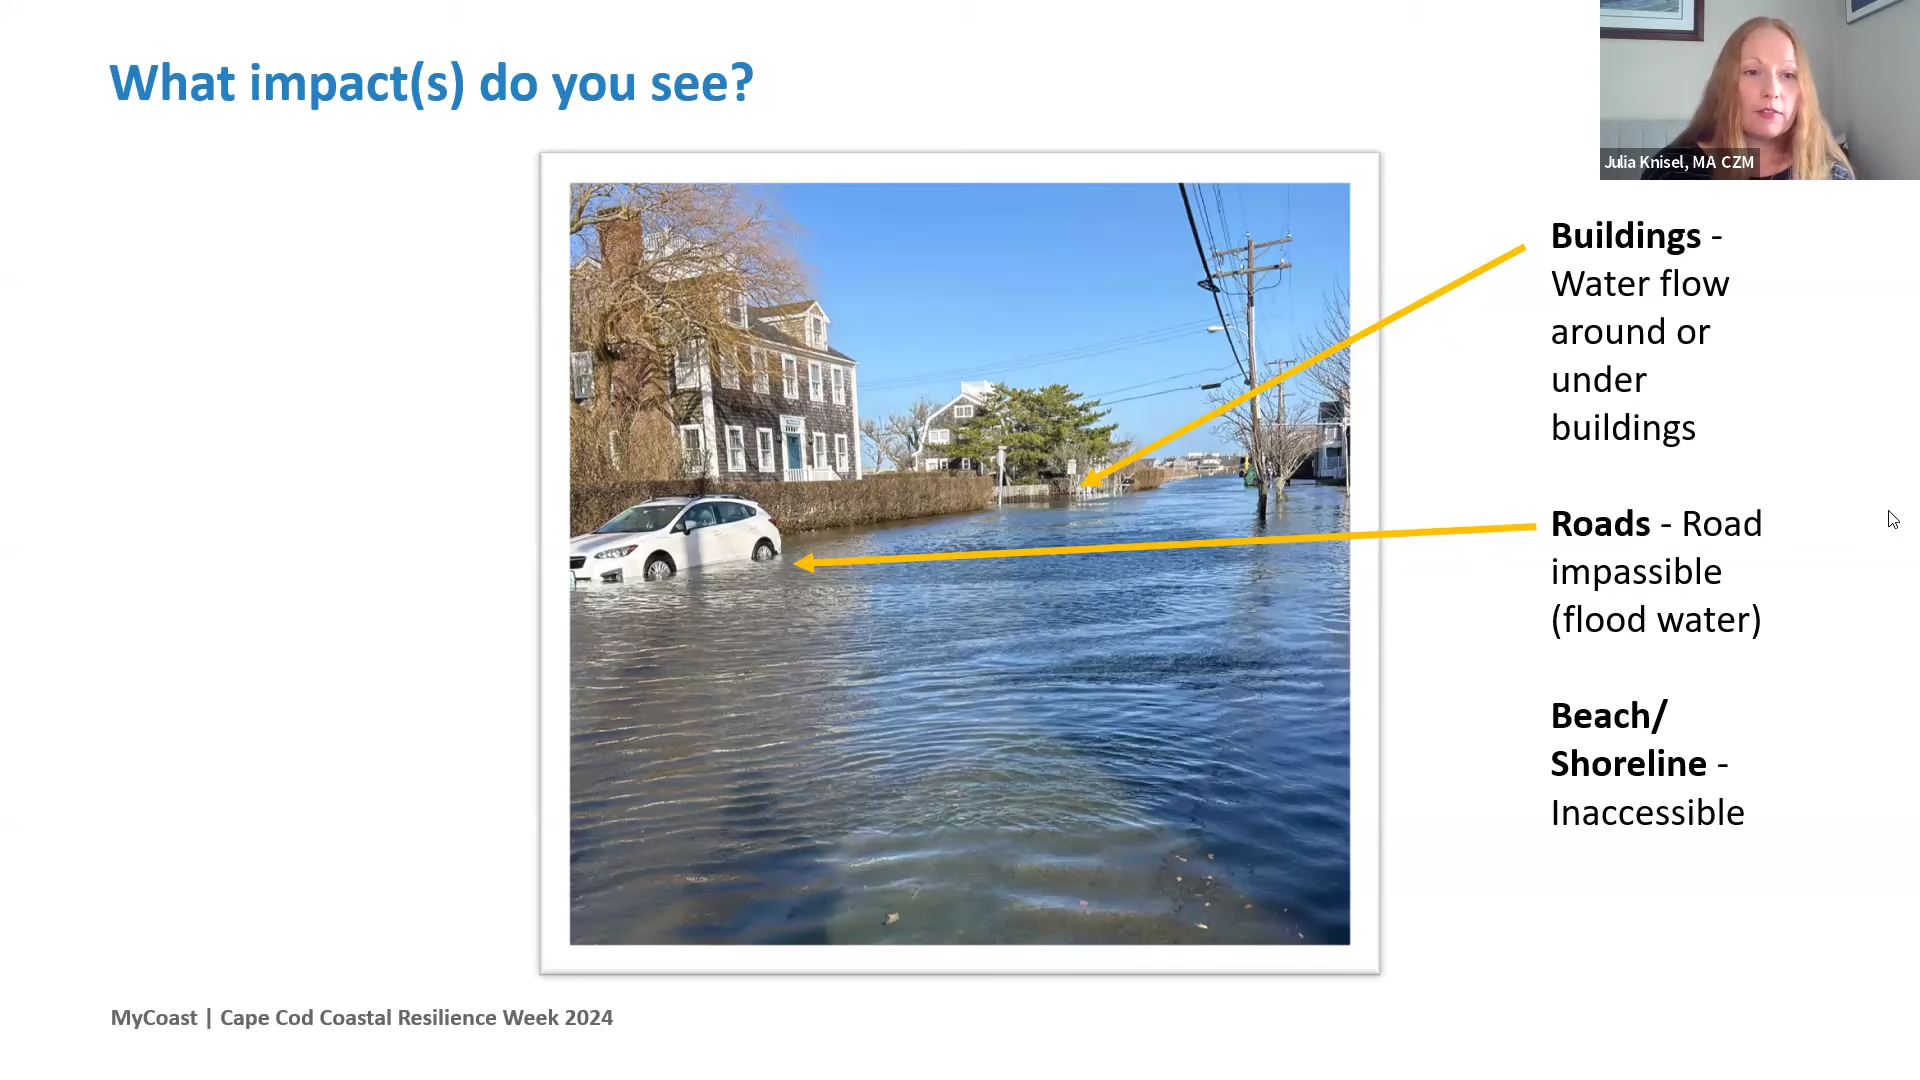 What impact(s) do you see?
Julia Knisel, MA CZM
Buildings -
Water flow
around or
under
buildings
Roads - Road
impassible
(flood water)
Beach/
Shoreline -
Inaccessible
MyCoast | Cape Cod Coastal Resilience Week 2024